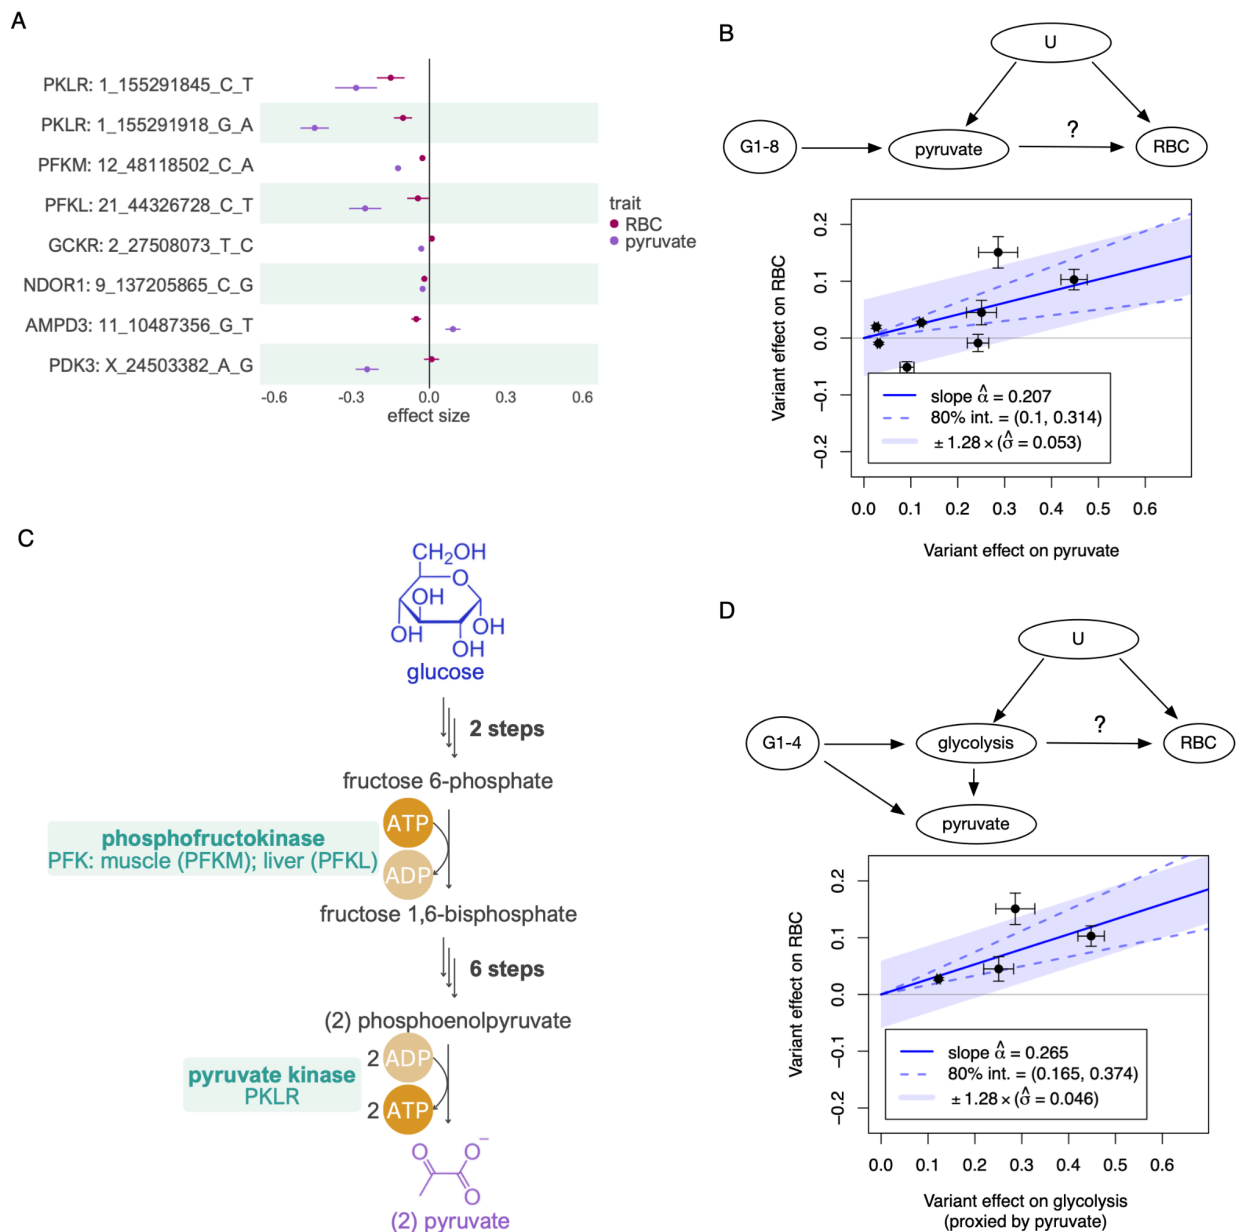 A
PKLR: 1_155291845_C_T
PKLR: 1_155291918_G_A
PFKM: 12_48118502_C_A
PFKL: 21_44326728_C_T
GCKR: 2_27508073_T_C
NDOR1: 9_137205865_C_G
AMPD3: 11_10487356_G_T
PDK3: X_24503382_A_G
-0.6 -0.3 0.0 0.3 0.6
effect size
trait
RBC
pyruvate
B
U
G1-8
pyruvate
?
RBC
Variant effect on RBC
0.2
0.1
0.0
−0.1
−0.2
slope α̂ = 0.207
80% int. = (0.1, 0.314)
± 1.28 × (σ̂ = 0.053)
0.0 0.1 0.2 0.3 0.4 0.5 0.6
Variant effect on pyruvate
C
CH₂OH
O
OH
OH
OH
OH
glucose
2 steps
fructose 6-phosphate
phosphofructokinase
PFK: muscle (PFKM); liver (PFKL)
ATP
ADP
fructose 1,6-bisphosphate
6 steps
(2) phosphoenolpyruvate
pyruvate kinase
PKLR
2 ADP
2 ATP
O
O⁻
O
(2) pyruvate
D
U
G1-4
glycolysis
?
RBC
pyruvate
Variant effect on RBC
0.2
0.1
0.0
−0.1
−0.2
slope α̂ = 0.265
80% int. = (0.165, 0.374)
± 1.28 × (σ̂ = 0.046)
0.0 0.1 0.2 0.3 0.4 0.5 0.6
Variant effect on glycolysis
(proxied by pyruvate)